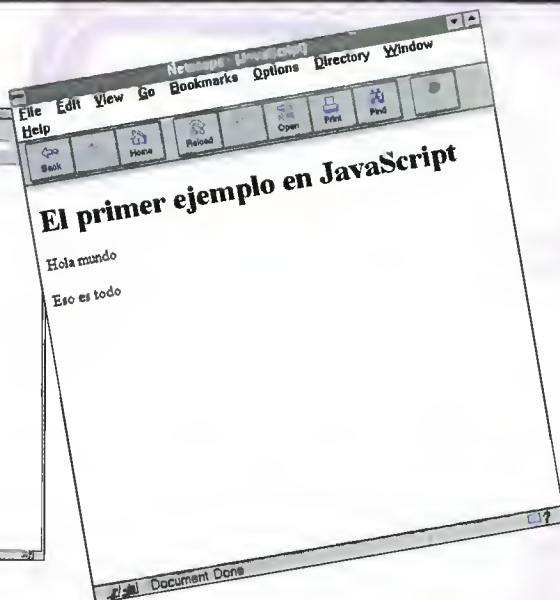 Netscape - [JavaScript]
File Edit View Go Bookmarks Options Directory Window
Help
Back Home Reload Open Print Find
El primer ejemplo en JavaScript
Hola mundo
Eso es todo
Document Done
?